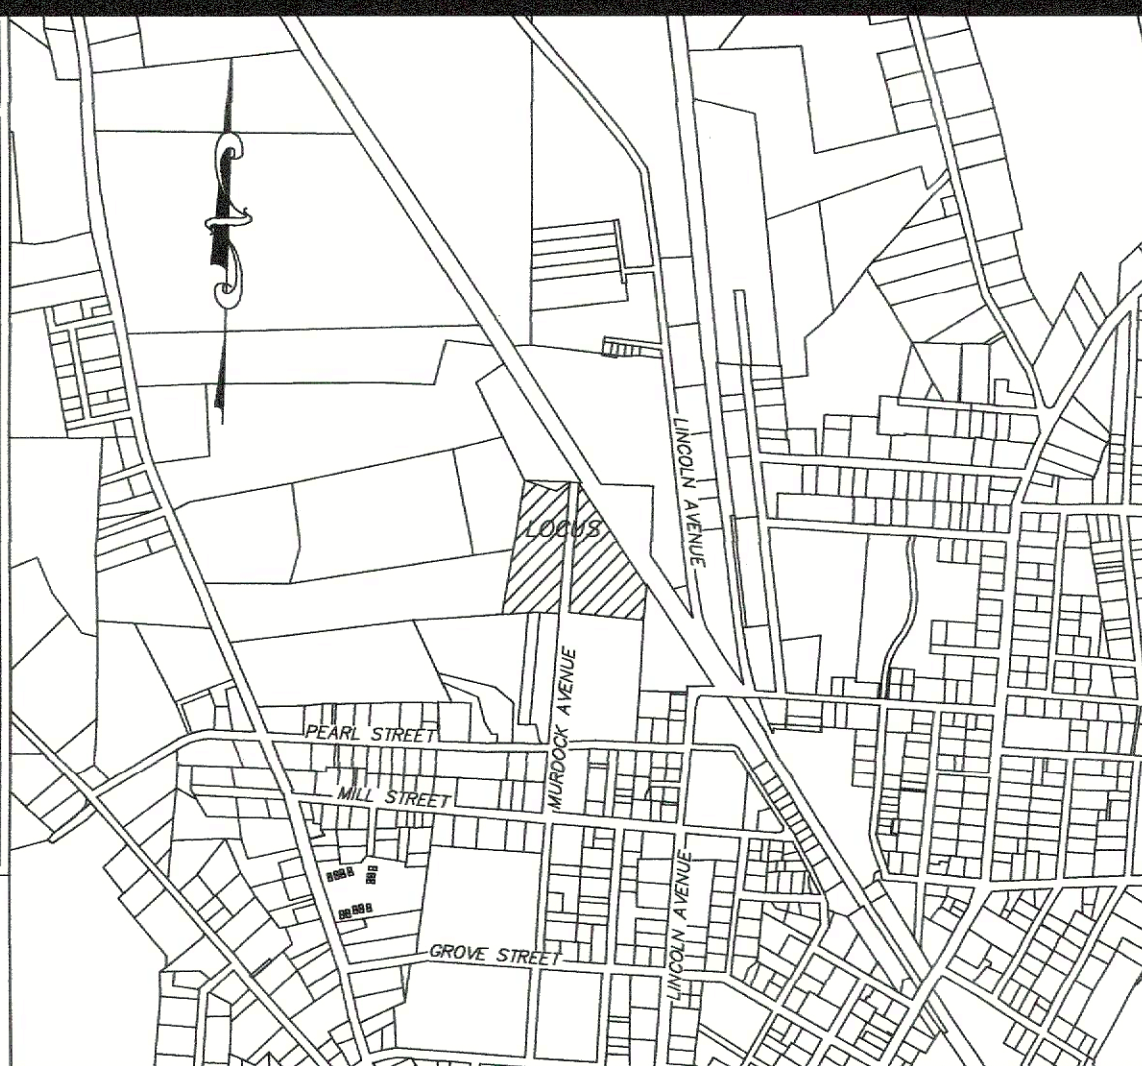 LINCOLN AVENUE
LOCUS
MURDOCK AVENUE
PEARL STREET
MILL STREET
LINCOLN AVENUE
GROVE STREET